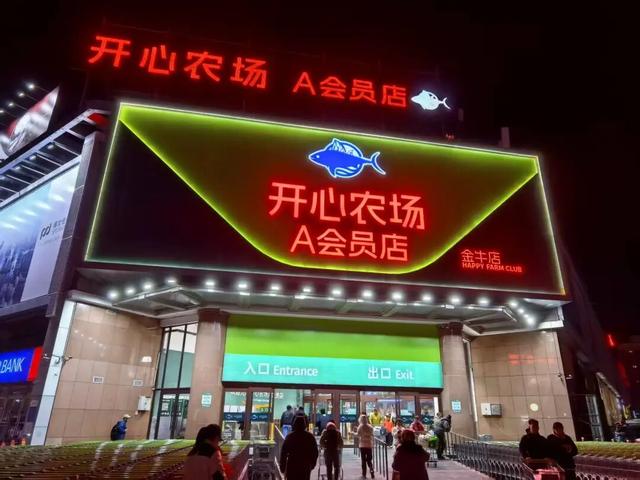 开心农场 A会员店
开心农场
A会员店
金牛店
HAPPY FARM CLUB
入口 Entrance
出口 Exit
BANK